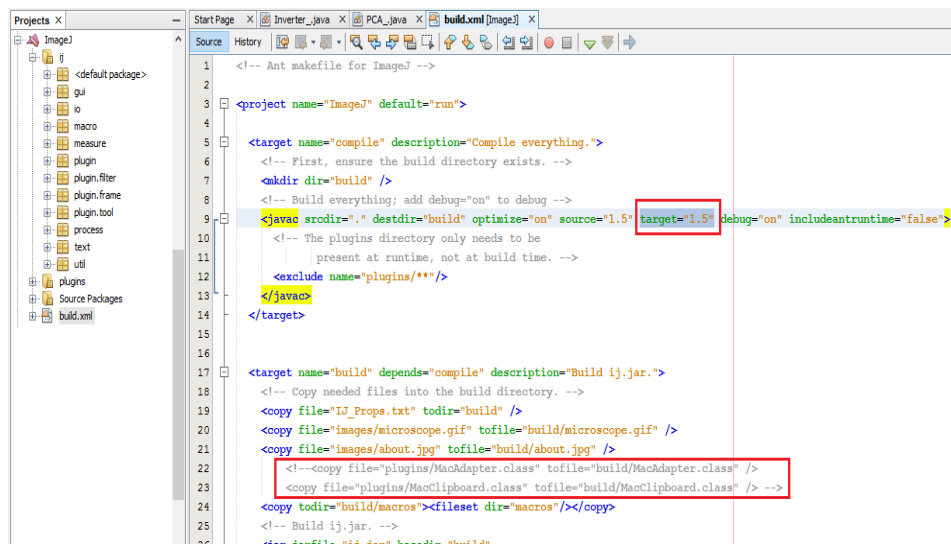 Projects ×
ImageJ
ij
<default package>
gui
io
macro
measure
plugin
plugin.filter
plugin.frame
plugin.tool
process
text
util
plugins
Source Packages
build.xml
Start Page × Inverter_.java × PCA_.java × build.xml [ImageJ] ×
Source History
1 <!-- Ant makefile for ImageJ -->
2
3 <project name="ImageJ" default="run">
4
5 <target name="compile" description="Compile everything.">
6 <!-- First, ensure the build directory exists. -->
7 <mkdir dir="build" />
8 <!-- Build everything; add debug="on" to debug -->
9 <javac srcdir="." destdir="build" optimize="on" source="1.5" target="1.5" debug="on" includeantruntime="false">
10 <!-- The plugins directory only needs to be
11 present at runtime, not at build time. -->
12 <exclude name="plugins/**"/>
13 </javac>
14 </target>
15
16
17 <target name="build" depends="compile" description="Build ij.jar.">
18 <!-- Copy needed files into the build directory. -->
19 <copy file="IJ_Props.txt" todir="build" />
20 <copy file="images/microscope.gif" tofile="build/microscope.gif" />
21 <copy file="images/about.jpg" tofile="build/about.jpg" />
22 <!--<copy file="plugins/MacAdapter.class" tofile="build/MacAdapter.class" />
23 <copy file="plugins/MacClipboard.class" tofile="build/MacClipboard.class" /> -->
24 <copy todir="build/macros"><fileset dir="macros"/></copy>
25 <!-- Build ij.jar. -->